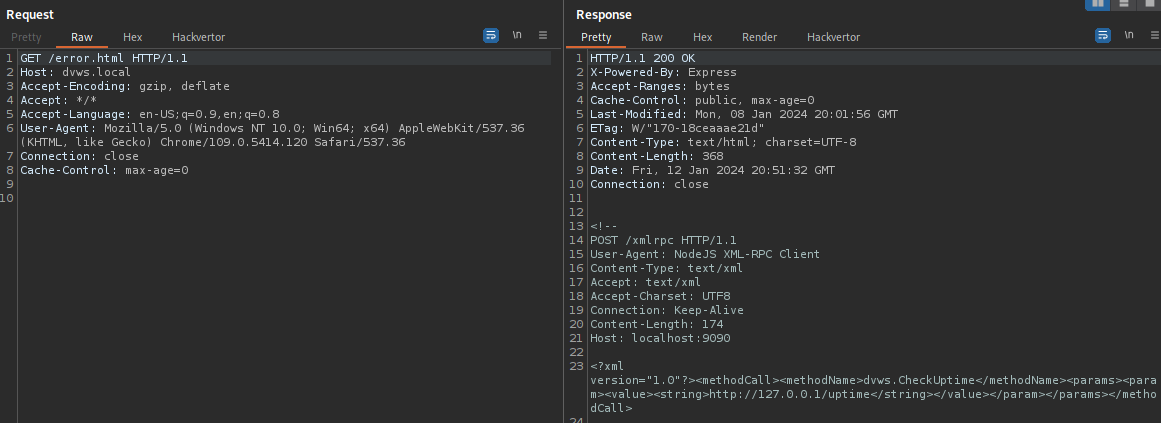 Request
Pretty Raw Hex Hackvertor \n
1 GET /error.html HTTP/1.1
2 Host: dvws.local
3 Accept-Encoding: gzip, deflate
4 Accept: */*
5 Accept-Language: en-US;q=0.9,en;q=0.8
6 User-Agent: Mozilla/5.0 (Windows NT 10.0; Win64; x64) AppleWebKit/537.36
(KHTML, like Gecko) Chrome/109.0.5414.120 Safari/537.36
7 Connection: close
8 Cache-Control: max-age=0
9
10
Response
Pretty Raw Hex Render Hackvertor \n
1 HTTP/1.1 200 OK
2 X-Powered-By: Express
3 Accept-Ranges: bytes
4 Cache-Control: public, max-age=0
5 Last-Modified: Mon, 08 Jan 2024 20:01:56 GMT
6 ETag: W/"170-18ceaaae21d"
7 Content-Type: text/html; charset=UTF-8
8 Content-Length: 368
9 Date: Fri, 12 Jan 2024 20:51:32 GMT
10 Connection: close
11
12
13 <!--
14 POST /xmlrpc HTTP/1.1
15 User-Agent: NodeJS XML-RPC Client
16 Content-Type: text/xml
17 Accept: text/xml
18 Accept-Charset: UTF8
19 Connection: Keep-Alive
20 Content-Length: 174
21 Host: localhost:9090
22
23 <?xml
version="1.0"?><methodCall><methodName>dvws.CheckUptime</methodName><params><para
m><value><string>http://127.0.0.1/uptime</string></value></param></params></metho
dCall>
24